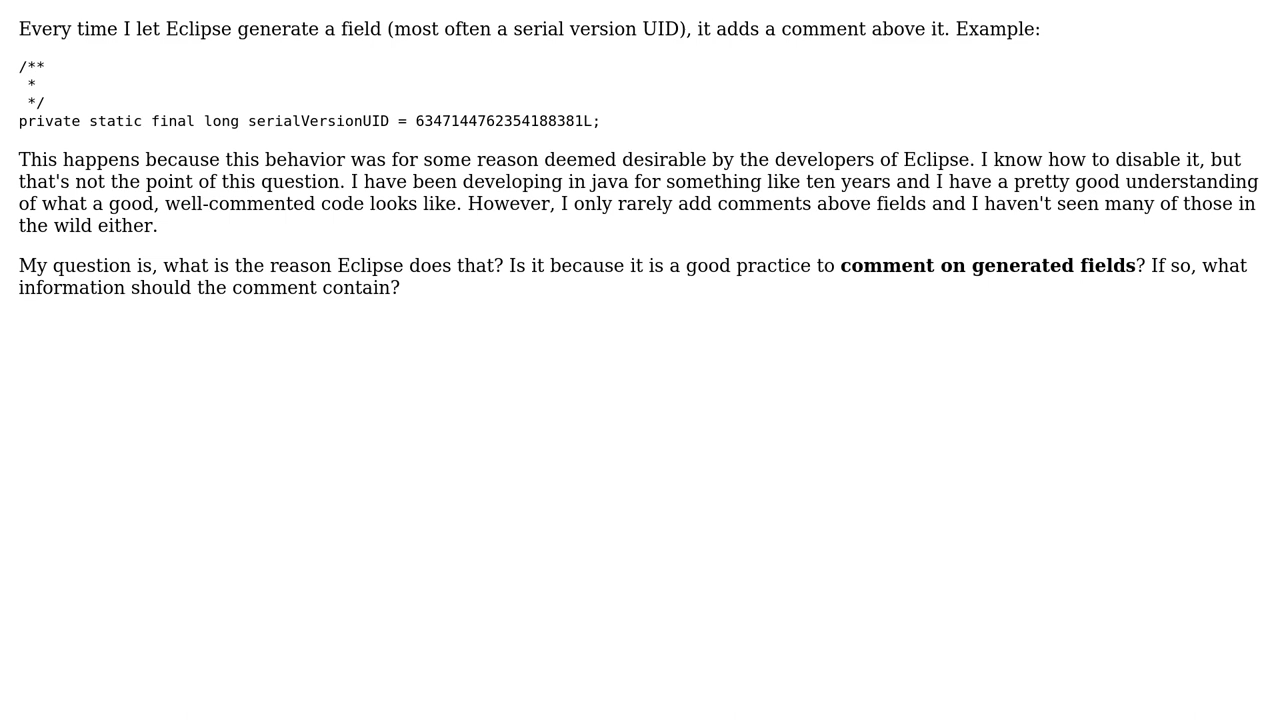 Every time I let Eclipse generate a field (most often a serial version UID), it adds a comment above it. Example:
/**
 *
 */
private static final long serialVersionUID = 6347144762354188381L;
This happens because this behavior was for some reason deemed desirable by the developers of Eclipse. I know how to disable it, but
that's not the point of this question. I have been developing in java for something like ten years and I have a pretty good understanding
of what a good, well-commented code looks like. However, I only rarely add comments above fields and I haven't seen many of those in
the wild either.
My question is, what is the reason Eclipse does that? Is it because it is a good practice to comment on generated fields? If so, what
information should the comment contain?